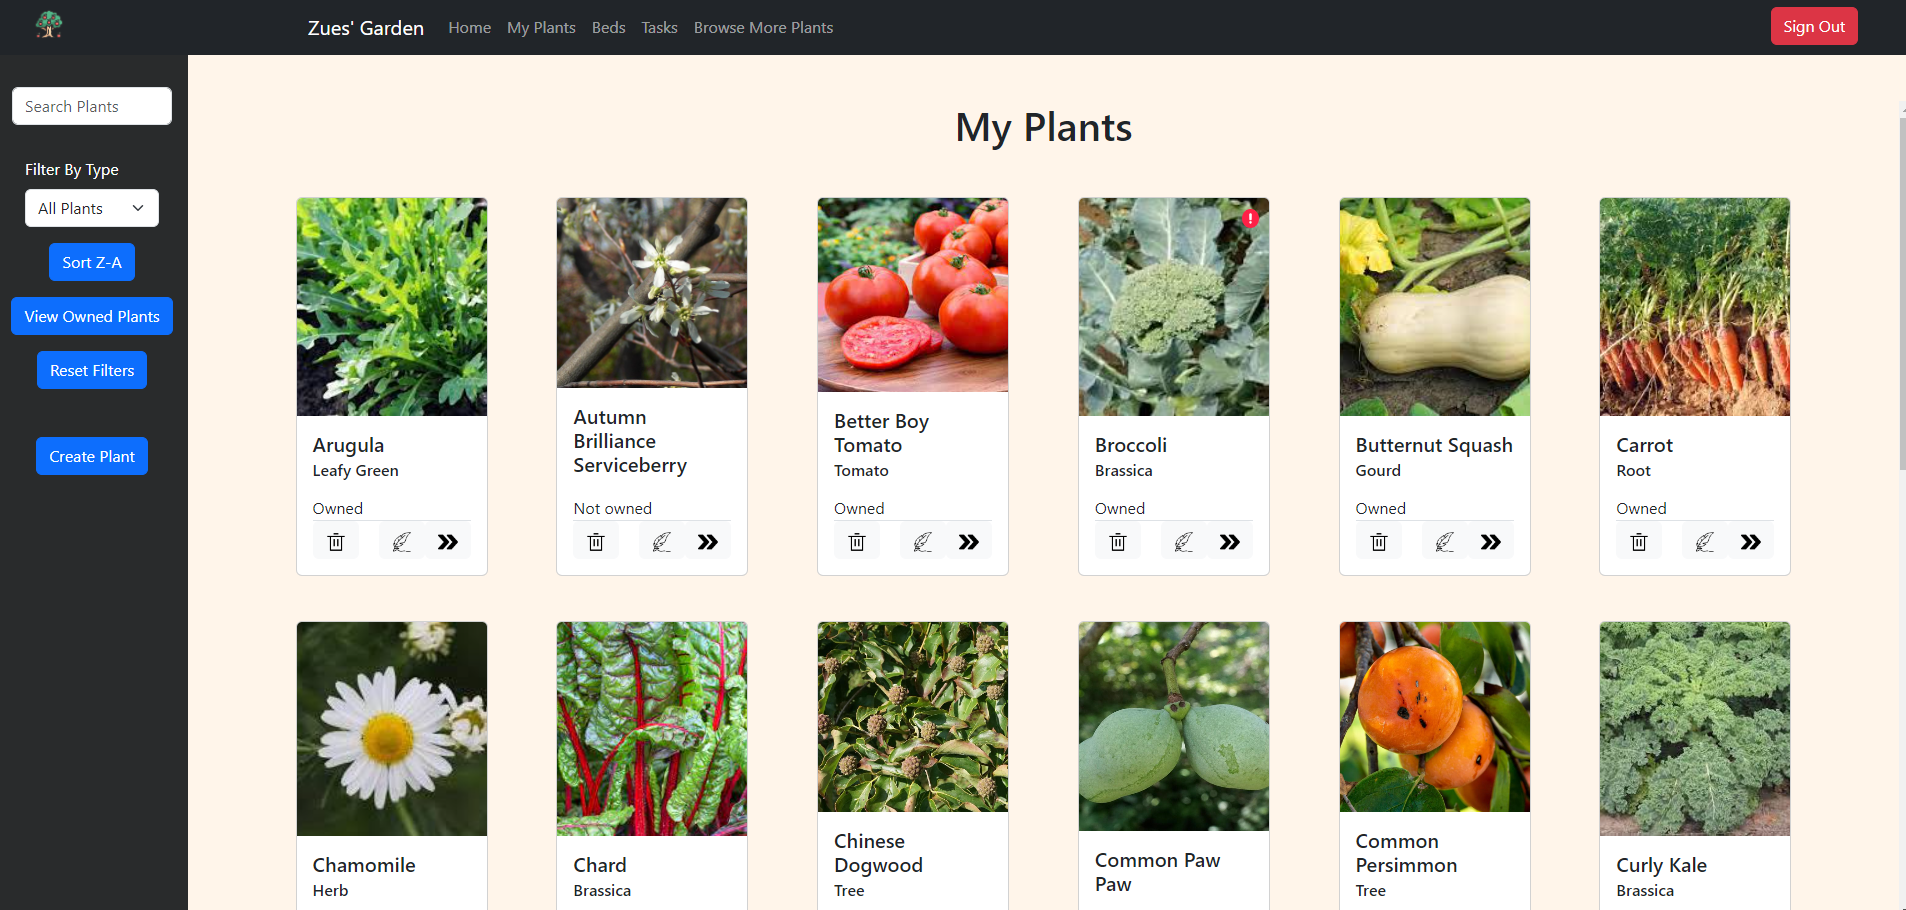 Zues' Garden
Home
My Plants
Beds
Tasks
Browse More Plants
Sign Out
Search Plants
Filter By Type
All Plants
Sort Z-A
View Owned Plants
Reset Filters
Create Plant
My Plants
Arugula
Leafy Green
Owned
Autumn
Brilliance
Serviceberry
Not owned
Better Boy
Tomato
Tomato
Owned
!
Broccoli
Brassica
Owned
Butternut Squash
Gourd
Owned
Carrot
Root
Owned
Chamomile
Herb
Chard
Brassica
Chinese
Dogwood
Tree
Common Paw
Paw
Common
Persimmon
Tree
Curly Kale
Brassica